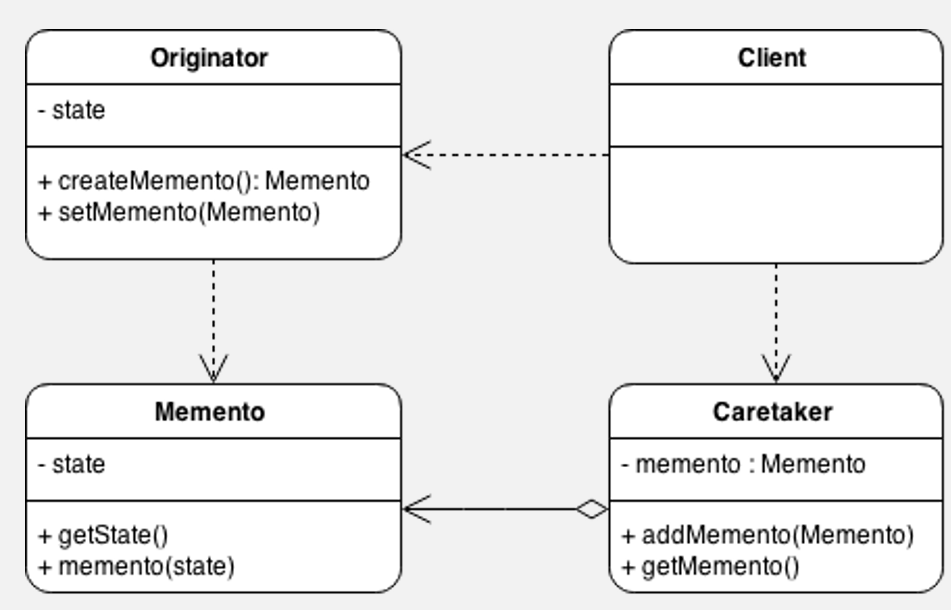 Originator
- state
+ createMemento(): Memento
+ setMemento(Memento)
Client
Memento
- state
+ getState()
+ memento(state)
Caretaker
- memento : Memento
+ addMemento(Memento)
+ getMemento()